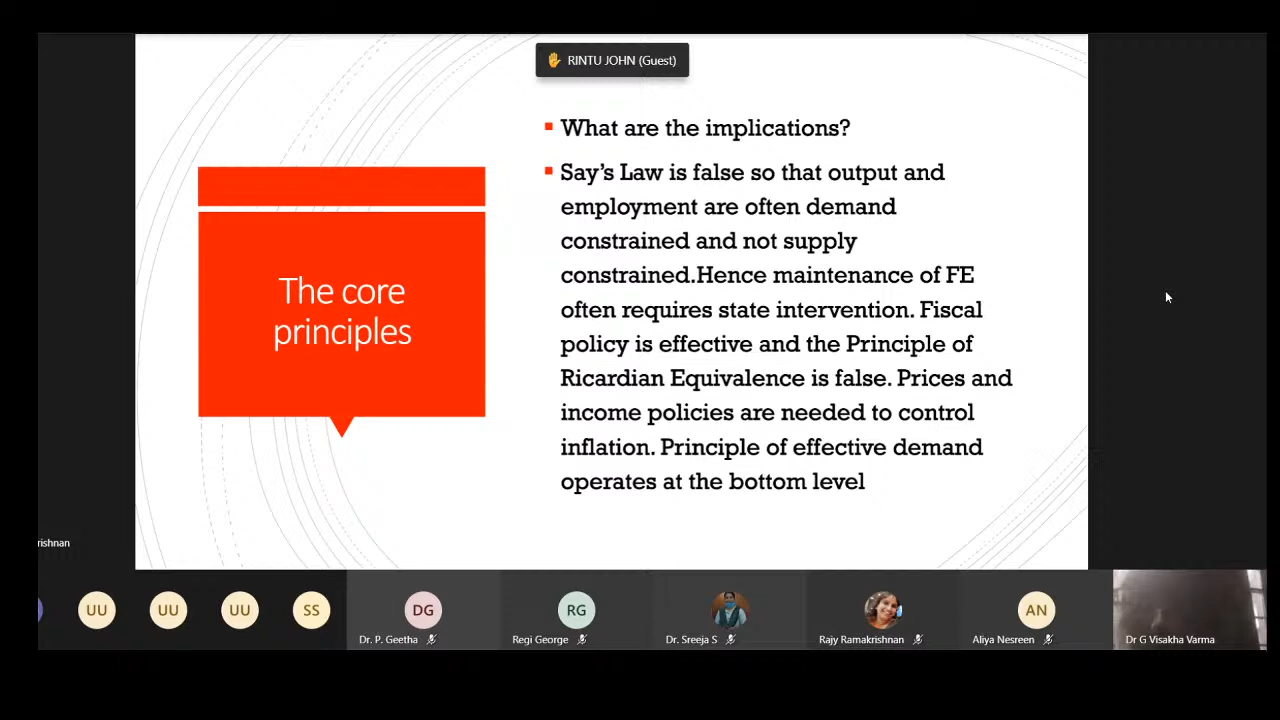 RINTU JOHN (Guest)
What are the implications?
Say's Law is false so that output and
employment are often demand
constrained and not supply
constrained.Hence maintenance of FE
often requires state intervention. Fiscal
policy is effective and the Principle of
Ricardian Equivalence is false. Prices and
income policies are needed to control
inflation. Principle of effective demand
operates at the bottom level
The core
principles
rishnan
UU
UU
UU
SS
DG
RG
AN
Dr. P. Geetha
Regi George
Dr. Sreeja S
Rajy Ramakrishnan
Aliya Nesreen
Dr G Visakha Varma